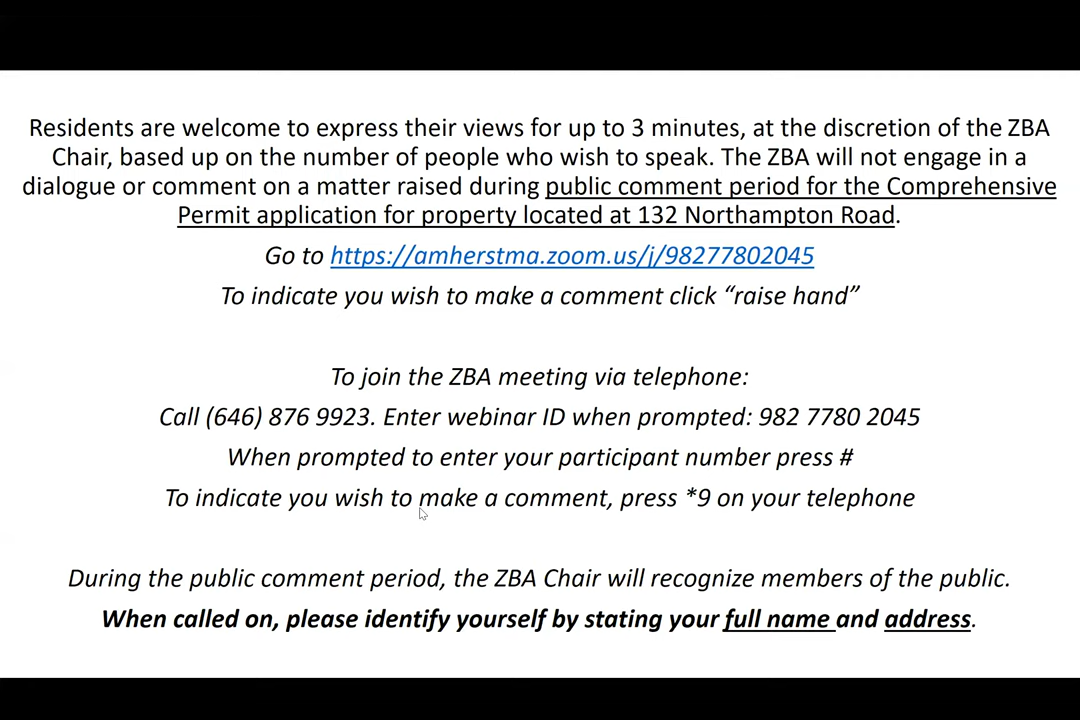 Residents are welcome to express their views for up to 3 minutes, at the discretion of the ZBA
Chair, based up on the number of people who wish to speak. The ZBA will not engage in a
dialogue or comment on a matter raised during public comment period for the Comprehensive
Permit application for property located at 132 Northampton Road.
Go to https://amherstma.zoom.us/j/98277802045
To indicate you wish to make a comment click “raise hand”
To join the ZBA meeting via telephone:
Call (646) 876 9923. Enter webinar ID when prompted: 982 7780 2045
When prompted to enter your participant number press #
To indicate you wish to make a comment, press *9 on your telephone
During the public comment period, the ZBA Chair will recognize members of the public.
When called on, please identify yourself by stating your full name and address.